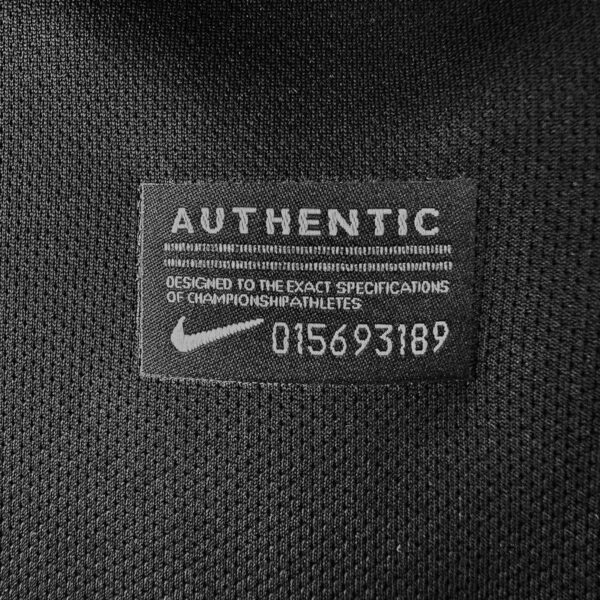 AUTHENTIC
DESIGNED TO THE EXACT SPECIFICATIONS
OF CHAMPIONSHIPATHLETES
015693189